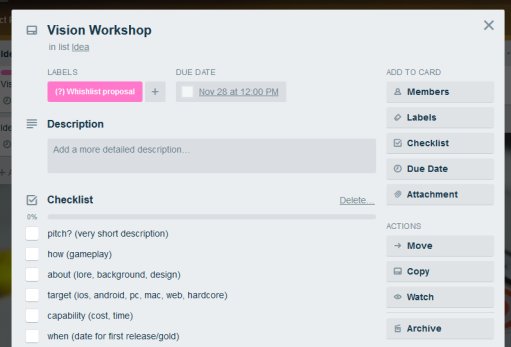 Vision Workshop
in list Idea
LABELS
(?) Whishlist proposal
+
DUE DATE
Nov 28 at 12:00 PM
Description
Add a more detailed description...
Checklist
Delete...
0%
pitch? (very short description)
how (gameplay)
about (lore, background, design)
target (ios, android, pc, mac, web, hardcore)
capability (cost, time)
when (date for first release/gold)
ADD TO CARD
Members
Labels
Checklist
Due Date
Attachment
ACTIONS
Move
Copy
Watch
Archive